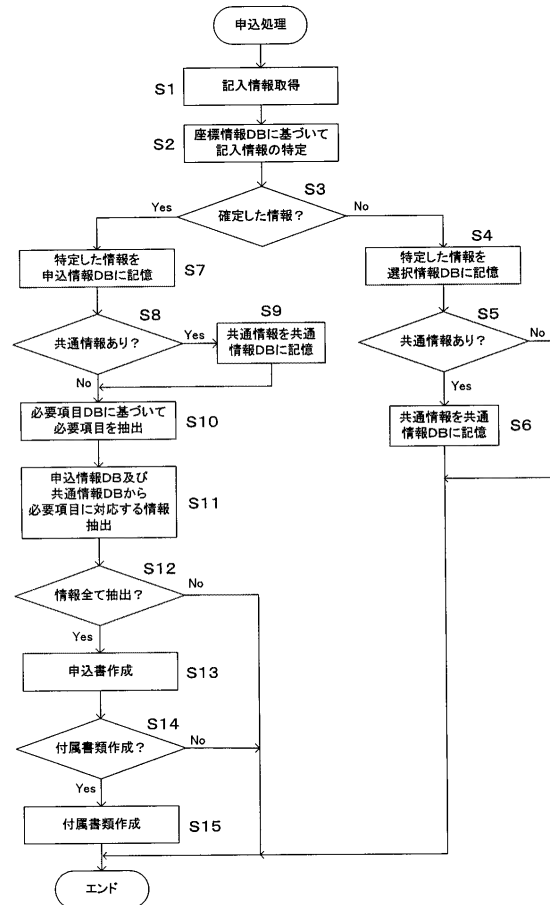 申込処理
S1
記入情報取得
S2
座標情報DBに基づいて
記入情報の特定
S3
確定した情報?
Yes
No
S4
特定した情報を
選択情報DBに記憶
S5
共通情報あり?
No
Yes
共通情報を共通
情報DBに記憶
S6
特定した情報を
申込情報DBに記憶
S7
S8
共通情報あり?
Yes
No
S9
共通情報を共通
情報DBに記憶
必要項目DBに基づいて
必要項目を抽出
S10
申込情報DB及び
共通情報DBから
必要項目に対応する情報
抽出
S11
S12
情報全て抽出?
No
Yes
申込書作成
S13
S14
付属書類作成?
No
Yes
付属書類作成
S15
エンド